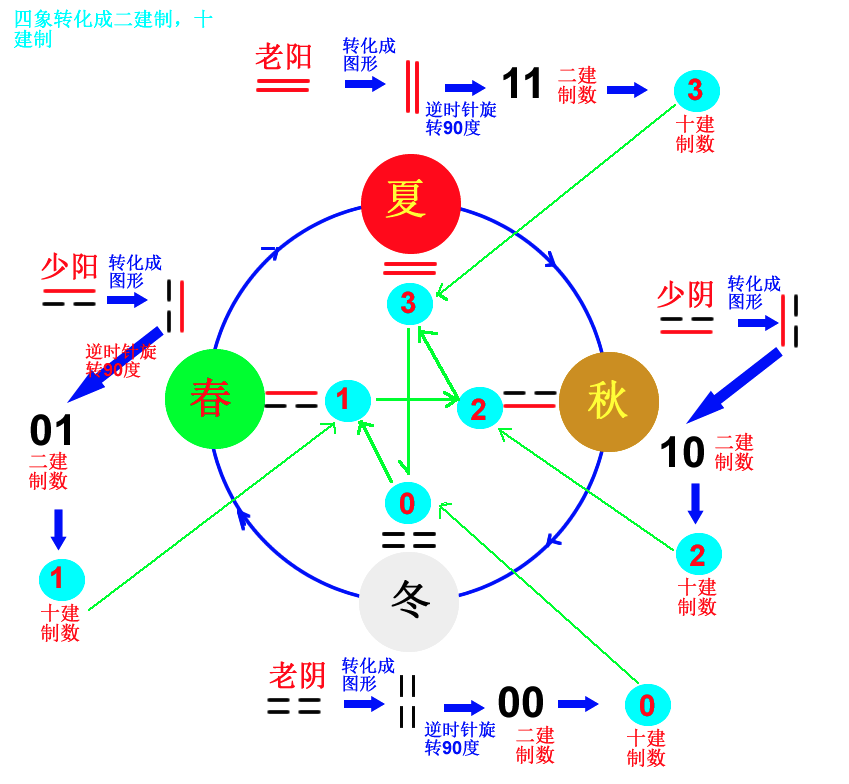 四象转化成二建制，十
建制
老阳
转化成
图形
逆时针旋
转90度
11
二建
制数
3
十建
制数
夏
3
少阳
转化成
图形
逆时针旋
转90度
01
二建
制数
1
十建
制数
春
1
少阴
转化成
图形
10
二建
制数
2
十建
制数
2
秋
0
冬
老阴
转化成
图形
逆时针旋
转90度
00
二建
制数
0
十建
制数